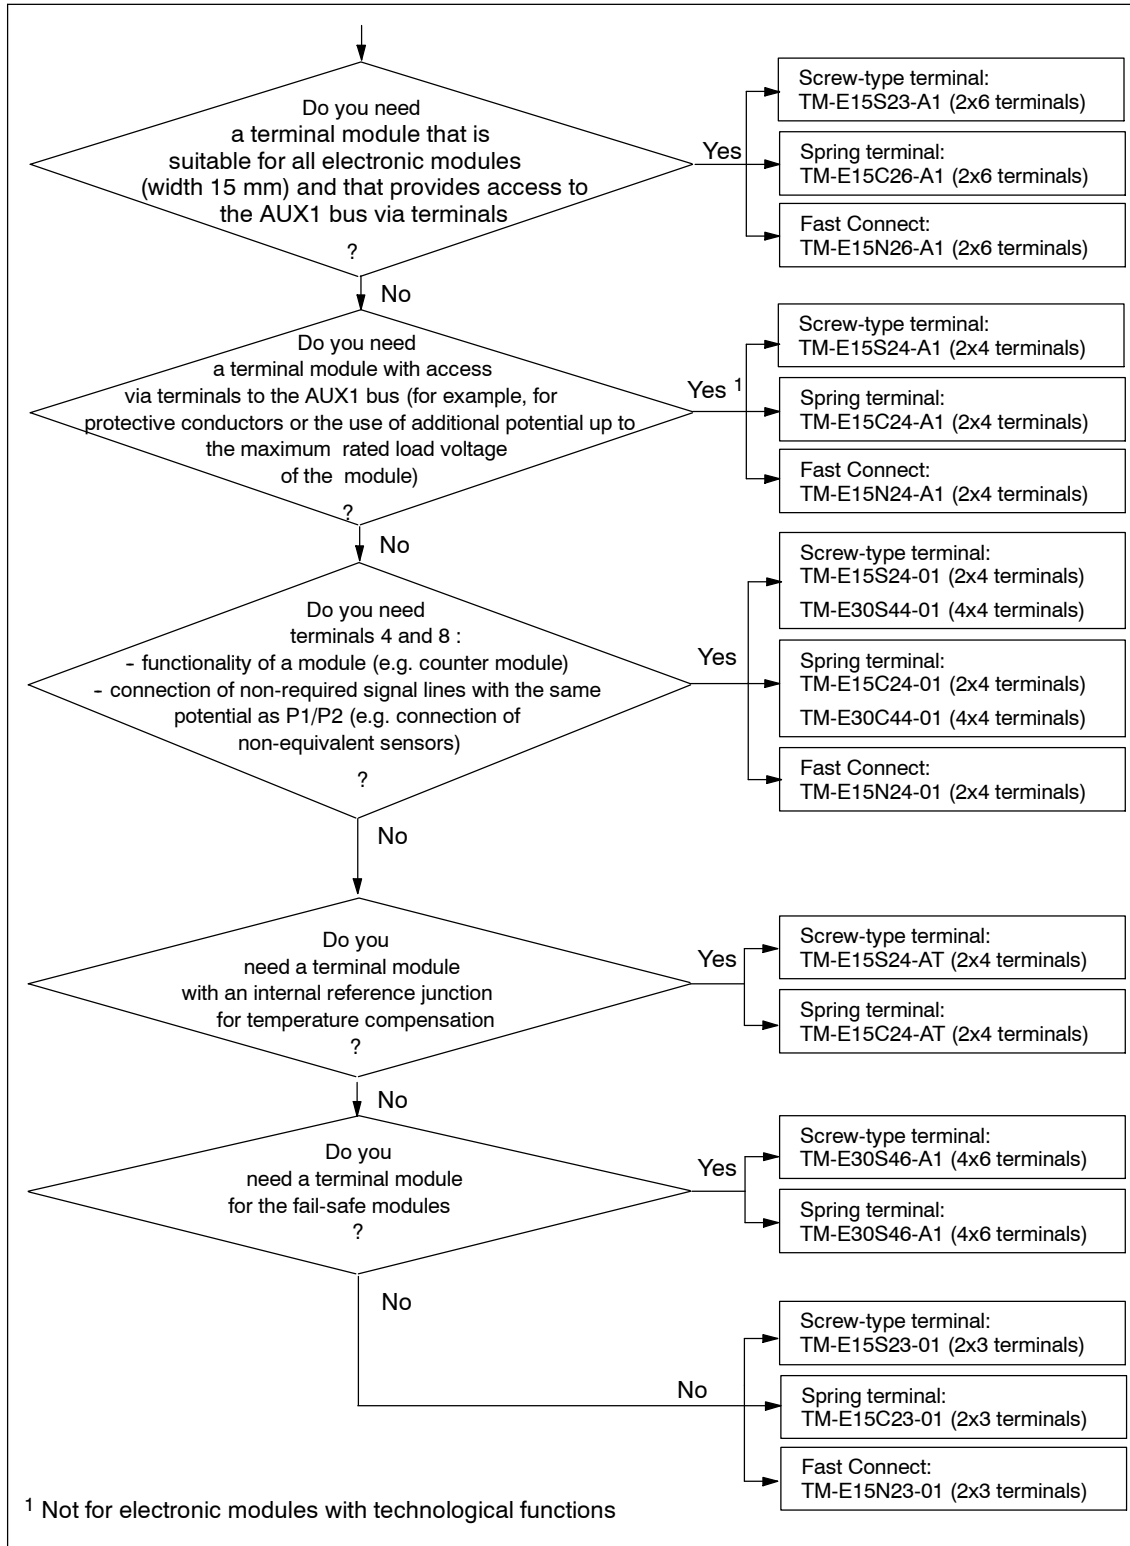 Do you need
a terminal module that is
suitable for all electronic modules
(width 15 mm) and that provides access to
the AUX1 bus via terminals
?
Yes
Screw-type terminal:
TM-E15S23-A1 (2x6 terminals)
Spring terminal:
TM-E15C26-A1 (2x6 terminals)
Fast Connect:
TM-E15N26-A1 (2x6 terminals)
No
Do you need
a terminal module with access
via terminals to the AUX1 bus (for example, for
protective conductors or the use of additional potential up to
the maximum rated load voltage
of the module)
?
Yes 1
Screw-type terminal:
TM-E15S24-A1 (2x4 terminals)
Spring terminal:
TM-E15C24-A1 (2x4 terminals)
Fast Connect:
TM-E15N24-A1 (2x4 terminals)
No
Do you need
terminals 4 and 8 :
- functionality of a module (e.g. counter module)
- connection of non-required signal lines with the same
potential as P1/P2 (e.g. connection of
non-equivalent sensors)
?
Yes
Screw-type terminal:
TM-E15S24-01 (2x4 terminals)
TM-E30S44-01 (4x4 terminals)
Spring terminal:
TM-E15C24-01 (2x4 terminals)
TM-E30C44-01 (4x4 terminals)
Fast Connect:
TM-E15N24-01 (2x4 terminals)
No
Do you
need a terminal module
with an internal reference junction
for temperature compensation
?
Yes
Screw-type terminal:
TM-E15S24-AT (2x4 terminals)
Spring terminal:
TM-E15C24-AT (2x4 terminals)
No
Do you
need a terminal module
for the fail-safe modules
?
Yes
Screw-type terminal:
TM-E30S46-A1 (4x6 terminals)
Spring terminal:
TM-E30S46-A1 (4x6 terminals)
No
No
Screw-type terminal:
TM-E15S23-01 (2x3 terminals)
Spring terminal:
TM-E15C23-01 (2x3 terminals)
Fast Connect:
TM-E15N23-01 (2x3 terminals)
1 Not for electronic modules with technological functions